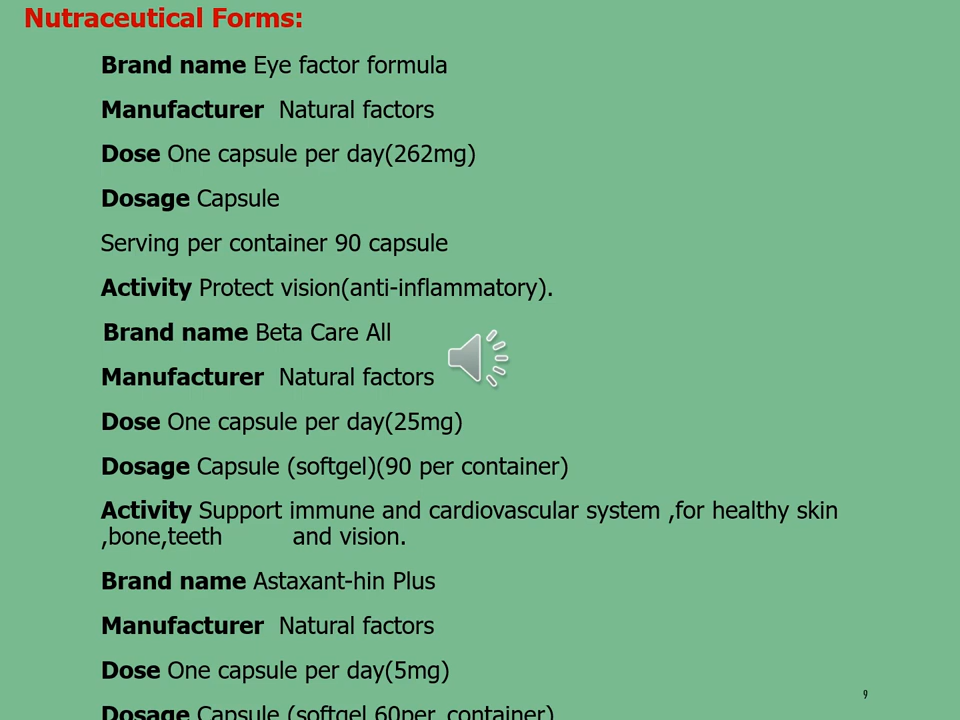 Nutraceutical Forms:
Brand name Eye factor formula
Manufacturer  Natural factors
Dose One capsule per day(262mg)
Dosage Capsule
Serving per container 90 capsule
Activity Protect vision(anti-inflammatory).
Brand name Beta Care All
Manufacturer  Natural factors
Dose One capsule per day(25mg)
Dosage Capsule (softgel)(90 per container)
Activity Support immune and cardiovascular system ,for healthy skin
,bone,teeth         and vision.
Brand name Astaxant-hin Plus
Manufacturer  Natural factors
Dose One capsule per day(5mg)
9
Dosage Capsule (softgel 60per container)